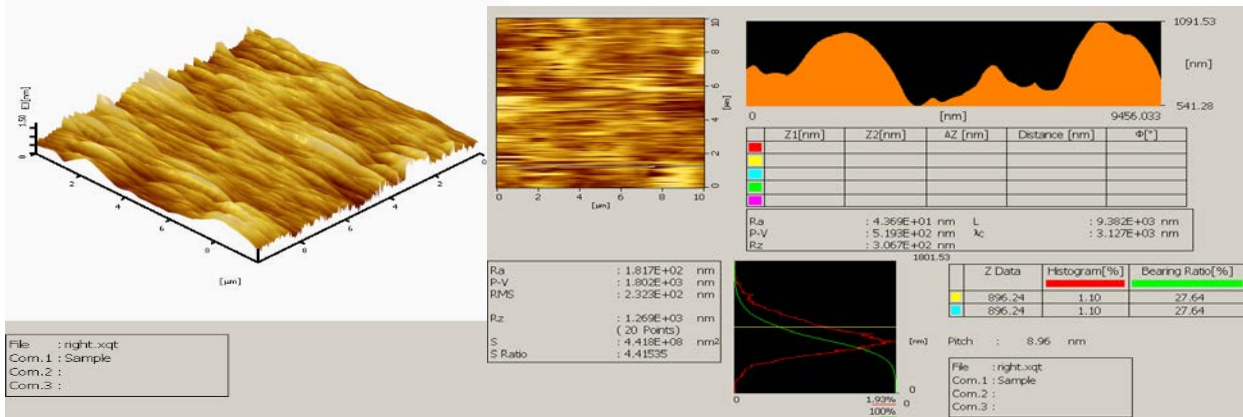 E1[nm]
1.50
0
2
4
6
8
[µm]
8
6
4
2
0
File : right.xqt
Com.1 : Sample
Com.2 :
Com.3 :
10
8
6
4
2
0
[µm]
0 2 4 6 8 10
[µm]
1091.53
[nm]
541.28
0 [nm] 9456.033
Z1[nm] Z2[nm] ΔZ [nm] Distance [nm] Φ[°]
Ra : 4.369E+01 nm L : 9.382E+03 nm
P-V : 5.193E+02 nm λc : 3.127E+03 nm
Rz : 3.067E+02 nm
Ra : 1.817E+02 nm
P-V : 1.802E+03 nm
RMS : 2.323E+02 nm
Rz : 1.269E+03 nm
( 20 Points)
S : 4.418E+08 nm²
S Ratio : 4.41535
1801.53
[nm]
0
0 1.93% 0
100%
Z Data Histogram[%] Bearing Ratio[%]
896.24 1.10 27.64
896.24 1.10 27.64
Pitch : 8.96 nm
File : right.xqt
Com.1 : Sample
Com.2 :
Com.3 :